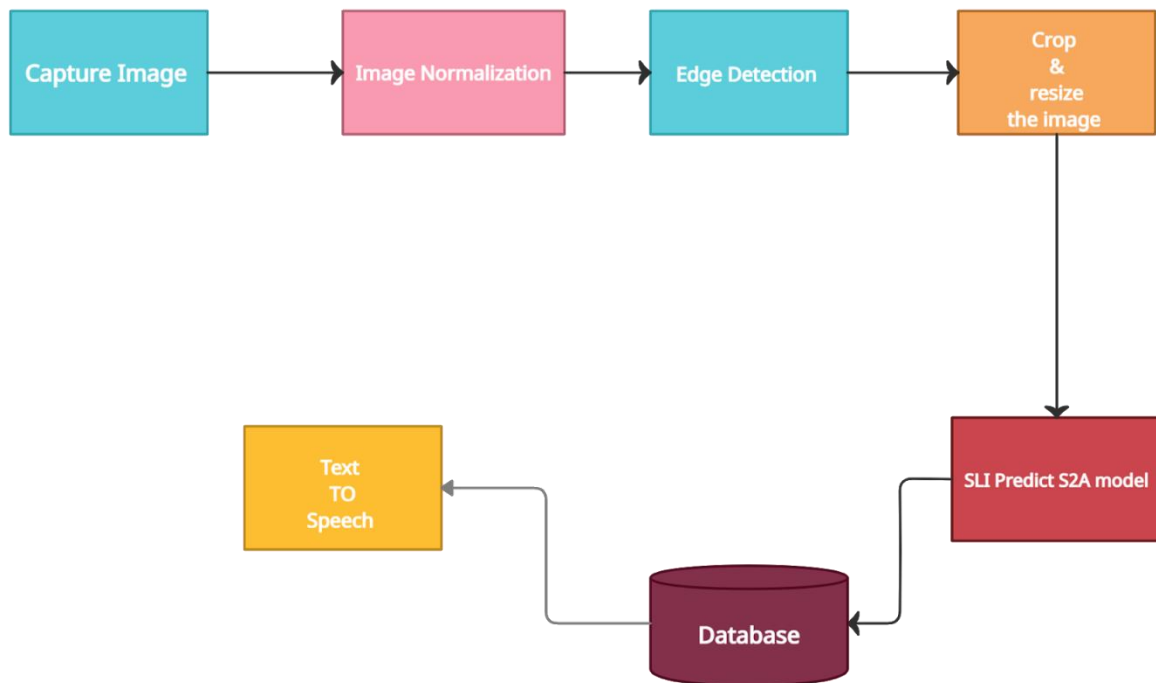 Capture Image
Image Normalization
Edge Detection
Crop
&
resize
the image
SLI Predict S2A model
Database
Text
TO
Speech